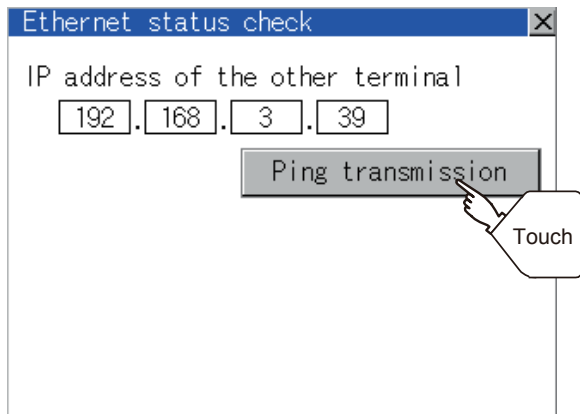 Ethernet status check
IP address of the other terminal
192 . 168 . 3 . 39
Ping transmission
Touch